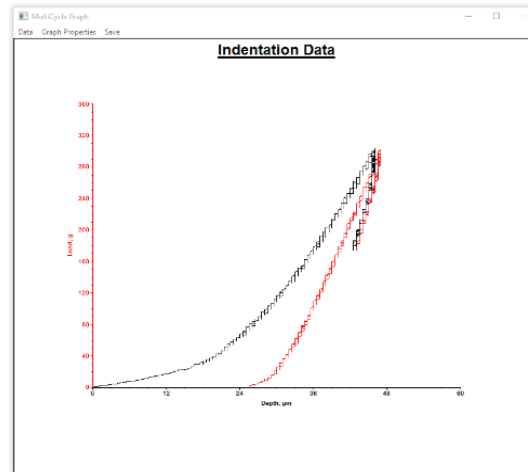 MultiCycle Graph
Data Graph Properties Save
Indentation Data
360
320
280
240
200
160
120
80
40
0
Load, g
0 12 24 36 48 60
Depth, µm